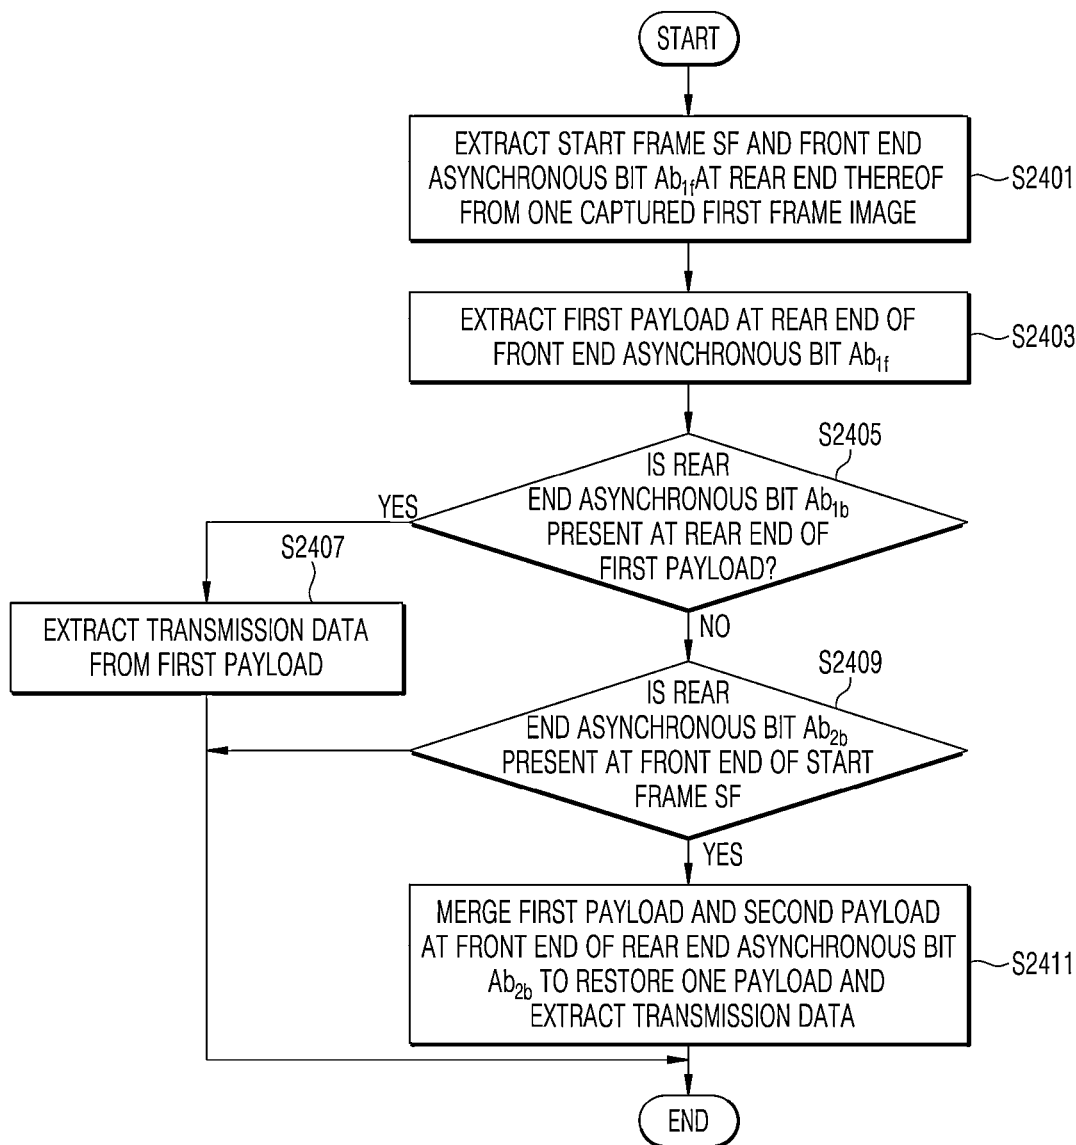 START
EXTRACT START FRAME SF AND FRONT END
ASYNCHRONOUS BIT Ab1f AT REAR END THEREOF
FROM ONE CAPTURED FIRST FRAME IMAGE
S2401
EXTRACT FIRST PAYLOAD AT REAR END OF
FRONT END ASYNCHRONOUS BIT Ab1f
S2403
S2405
IS REAR
END ASYNCHRONOUS BIT Ab1b
PRESENT AT REAR END OF
FIRST PAYLOAD?
YES
S2407
EXTRACT TRANSMISSION DATA
FROM FIRST PAYLOAD
NO
S2409
IS REAR
END ASYNCHRONOUS BIT Ab2b
PRESENT AT FRONT END OF START
FRAME SF
YES
MERGE FIRST PAYLOAD AND SECOND PAYLOAD
AT FRONT END OF REAR END ASYNCHRONOUS BIT
Ab2b TO RESTORE ONE PAYLOAD AND
EXTRACT TRANSMISSION DATA
S2411
END